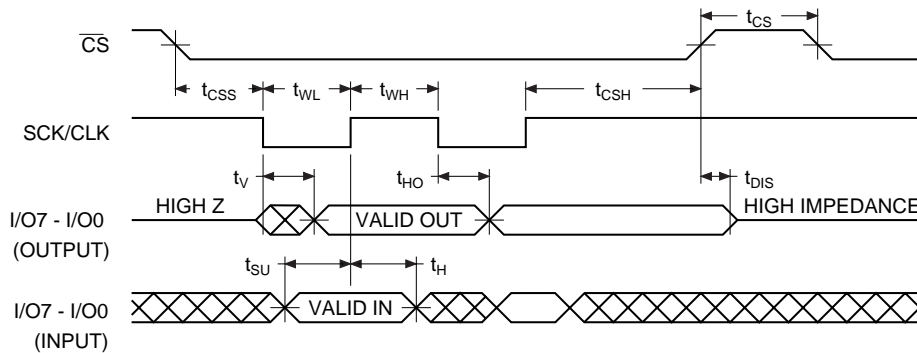 CS
tCS
tCSS
tWL
tWH
tCSH
SCK/CLK
tV
tHO
tDIS
HIGH Z
VALID OUT
HIGH IMPEDANCE
I/O7 - I/O0
(OUTPUT)
tSU
tH
VALID IN
I/O7 - I/O0
(INPUT)